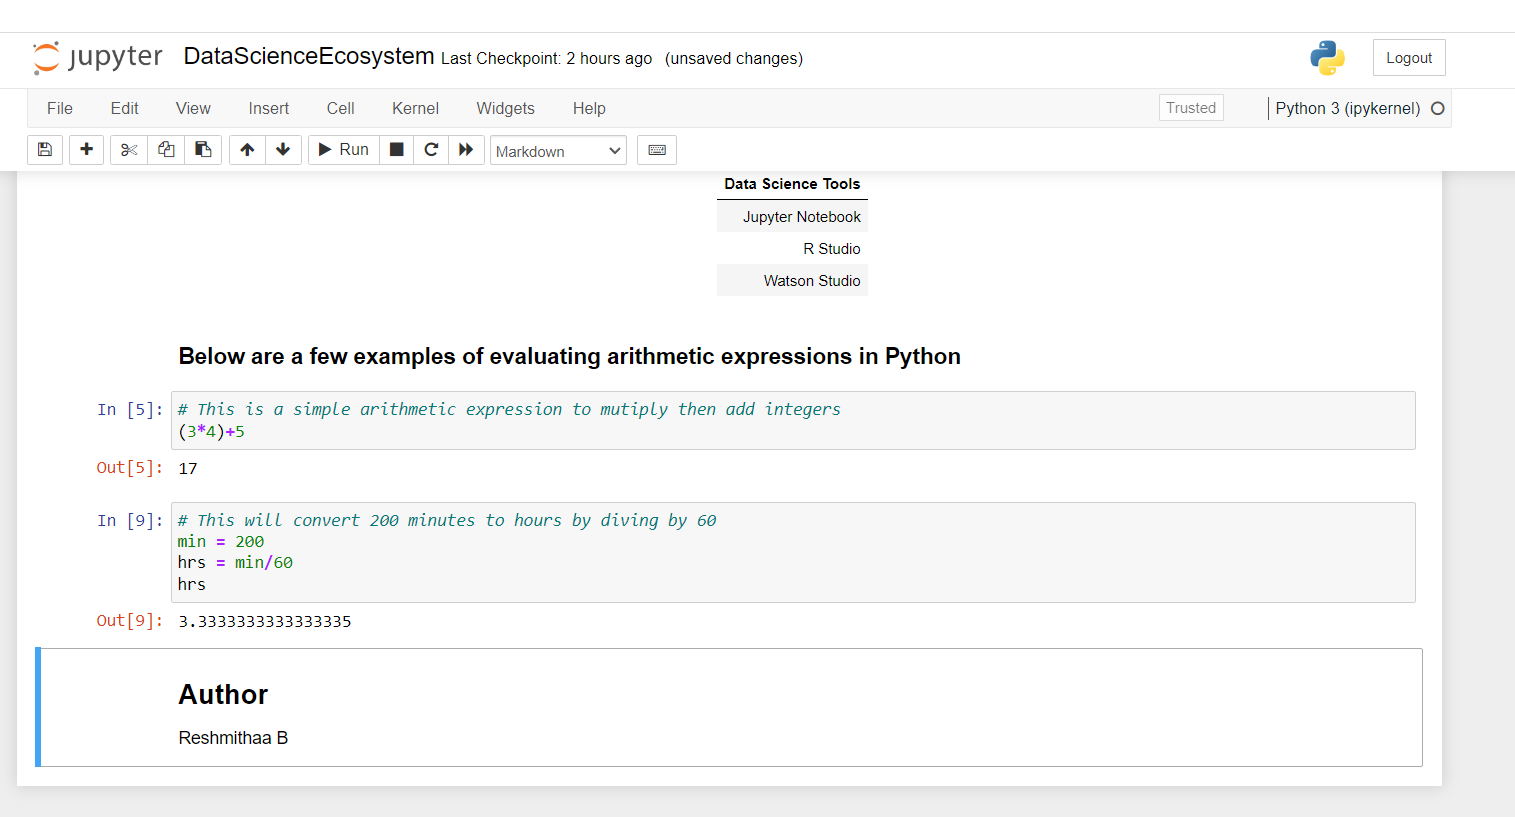 jupyter DataScienceEcosystem Last Checkpoint: 2 hours ago (unsaved changes) Logout
File Edit View Insert Cell Kernel Widgets Help Trusted Python 3 (ipykernel)
Run Markdown
Data Science Tools
Jupyter Notebook
R Studio
Watson Studio
Below are a few examples of evaluating arithmetic expressions in Python
In [5]: # This is a simple arithmetic expression to mutiply then add integers
(3*4)+5
Out[5]: 17
In [9]: # This will convert 200 minutes to hours by diving by 60
min = 200
hrs = min/60
hrs
Out[9]: 3.3333333333333335
Author
Reshmithaa B